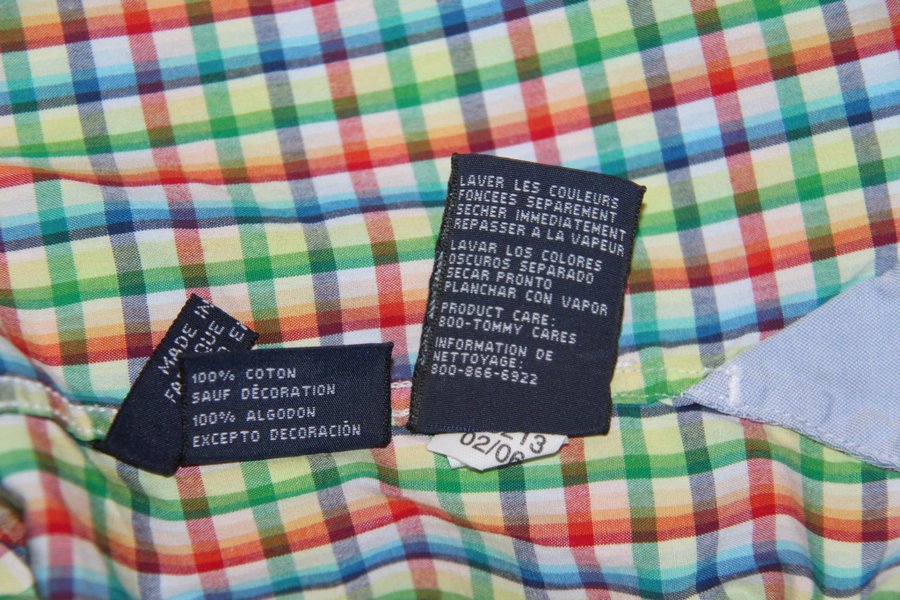 LAVER LES COULEURS
FONCEES SEPAREMENT
SECHER IMMEDIATEMENT
REPASSER A LA VAPEUR
LAVAR LOS COLORES
OSCUROS SEPARADO
SECAR PRONTO
PLANCHAR CON VAPOR
PRODUCT CARE:
800-TOMMY CARES
INFORMATION DE
NETTOYAGE:
800-866-6922
MADE IN
100% COTON
SAUF DÉCORATION
100% ALGODON
EXCEPTO DECORACIÓN
02/06